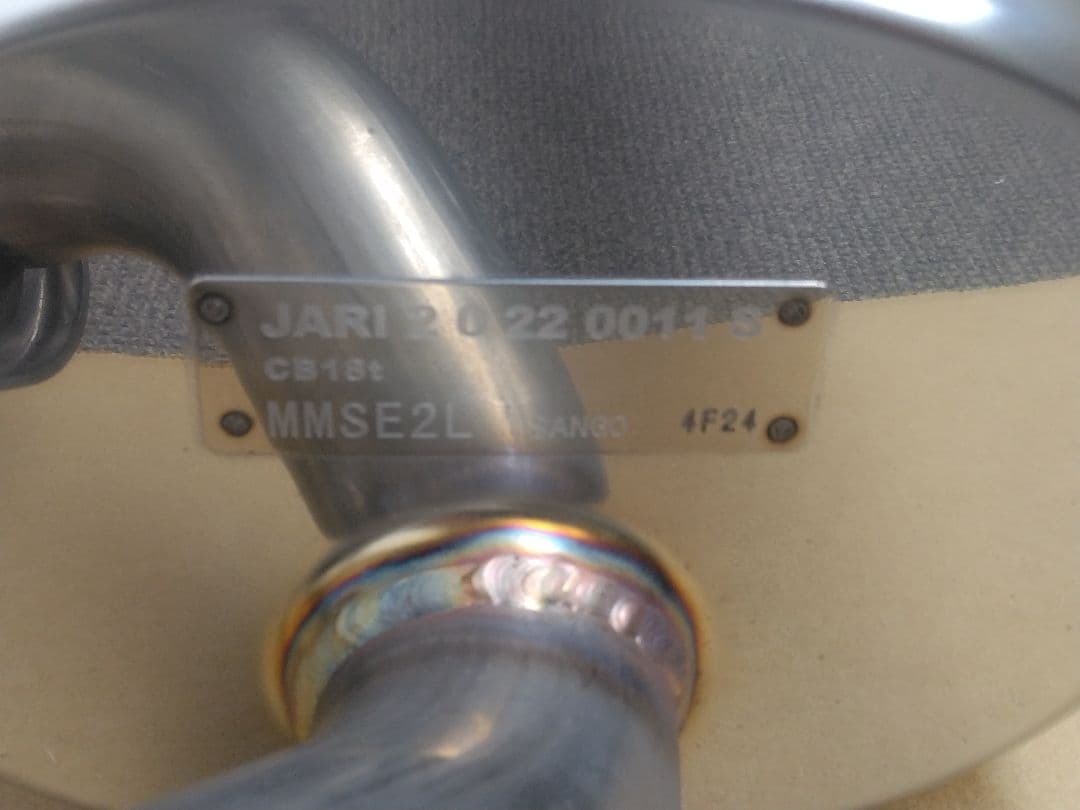 JARI 2 0 22 0011 S
CB18t
MMSE2L SANGO 4F24